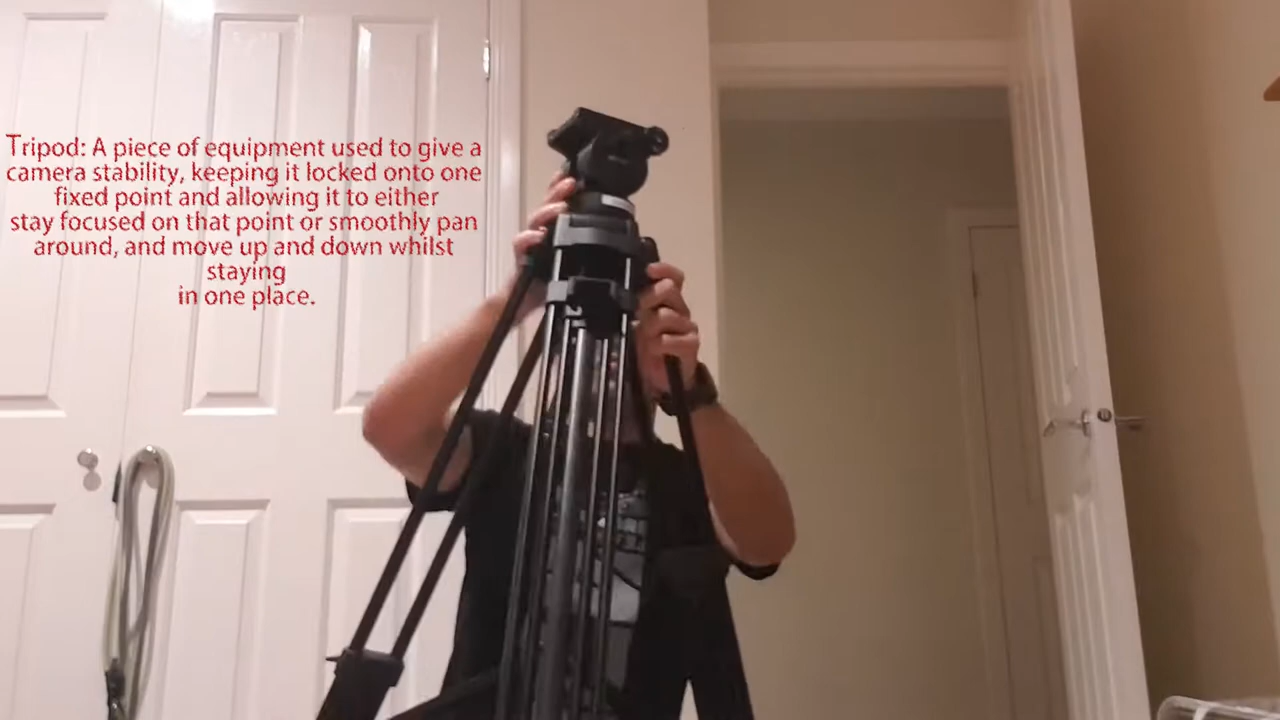 Tripod: A piece of equipment used to give a
camera stability, keeping it locked onto one
fixed point and allowing it to either
stay focused on that point or smoothly pan
around, and move up and down whilst
staying
in one place.